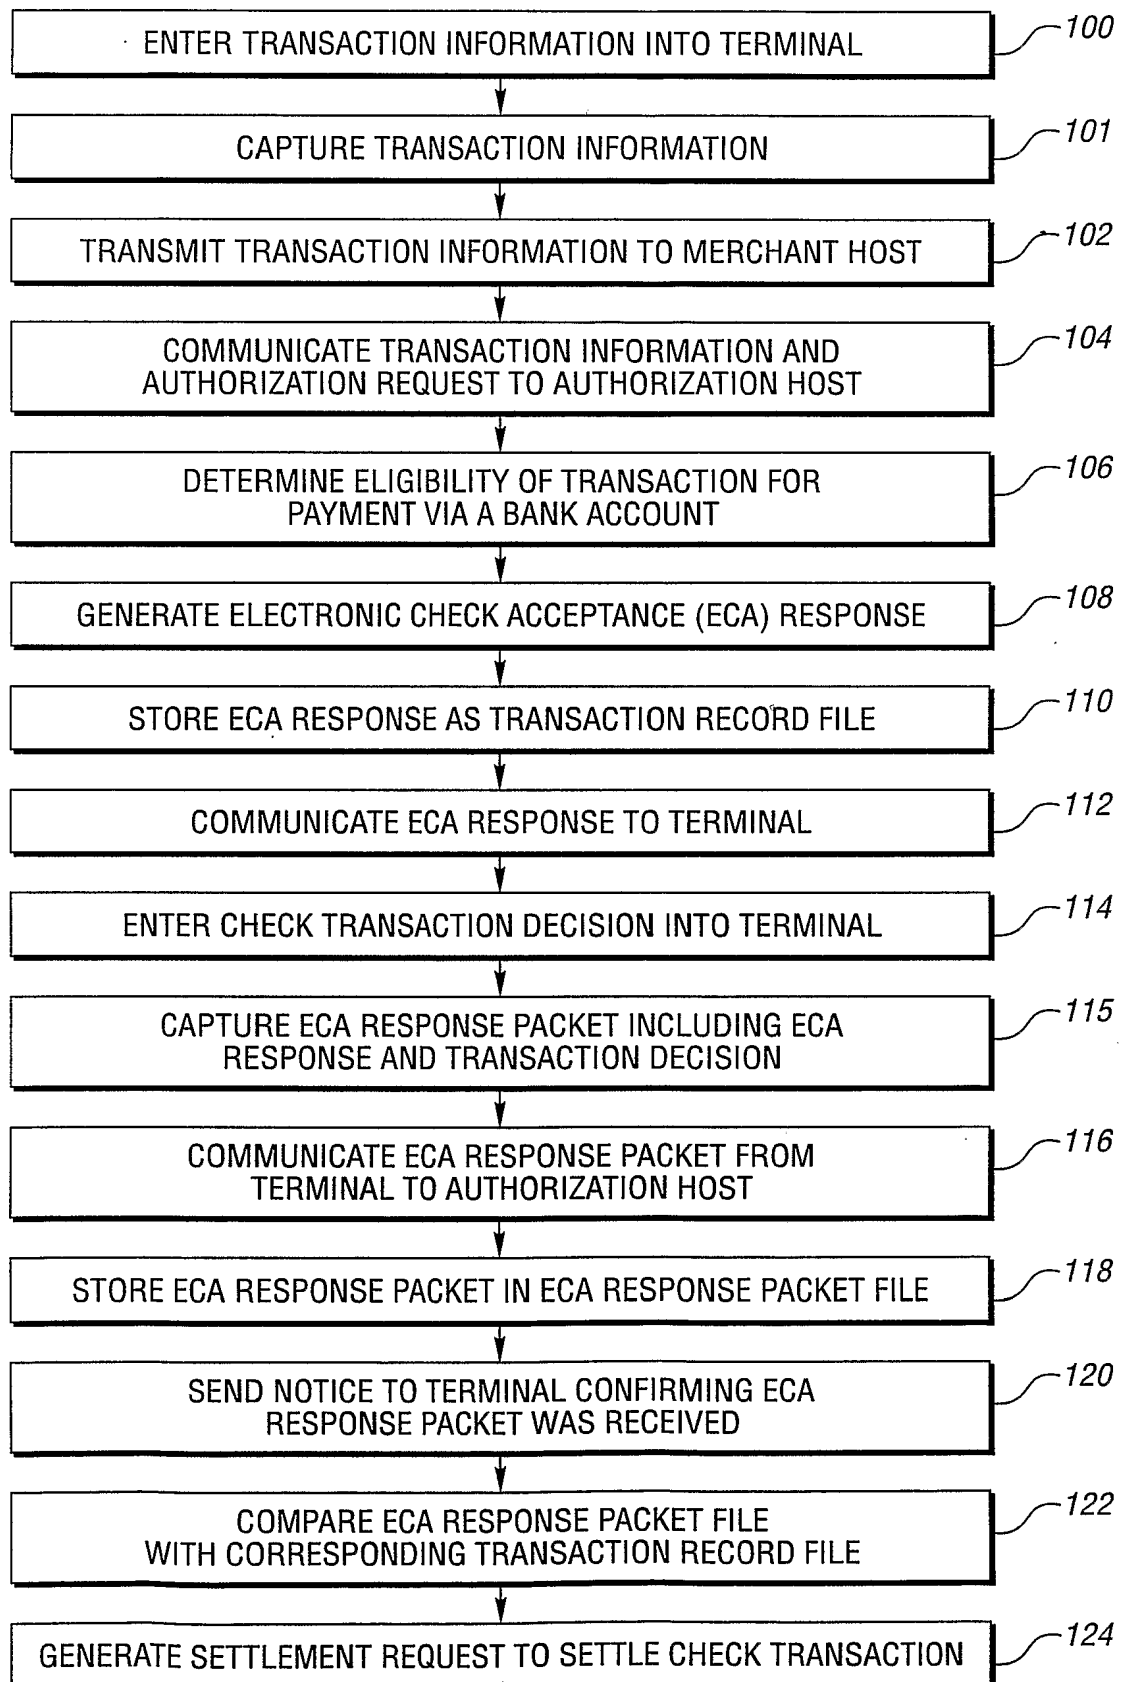 100
ENTER TRANSACTION INFORMATION INTO TERMINAL
101
CAPTURE TRANSACTION INFORMATION
102
TRANSMIT TRANSACTION INFORMATION TO MERCHANT HOST
104
COMMUNICATE TRANSACTION INFORMATION AND
AUTHORIZATION REQUEST TO AUTHORIZATION HOST
106
DETERMINE ELIGIBILITY OF TRANSACTION FOR
PAYMENT VIA A BANK ACCOUNT
108
GENERATE ELECTRONIC CHECK ACCEPTANCE (ECA) RESPONSE
110
STORE ECA RESPONSE AS TRANSACTION RECORD FILE
112
COMMUNICATE ECA RESPONSE TO TERMINAL
114
ENTER CHECK TRANSACTION DECISION INTO TERMINAL
115
CAPTURE ECA RESPONSE PACKET INCLUDING ECA
RESPONSE AND TRANSACTION DECISION
116
COMMUNICATE ECA RESPONSE PACKET FROM
TERMINAL TO AUTHORIZATION HOST
118
STORE ECA RESPONSE PACKET IN ECA RESPONSE PACKET FILE
120
SEND NOTICE TO TERMINAL CONFIRMING ECA
RESPONSE PACKET WAS RECEIVED
122
COMPARE ECA RESPONSE PACKET FILE
WITH CORRESPONDING TRANSACTION RECORD FILE
124
GENERATE SETTLEMENT REQUEST TO SETTLE CHECK TRANSACTION